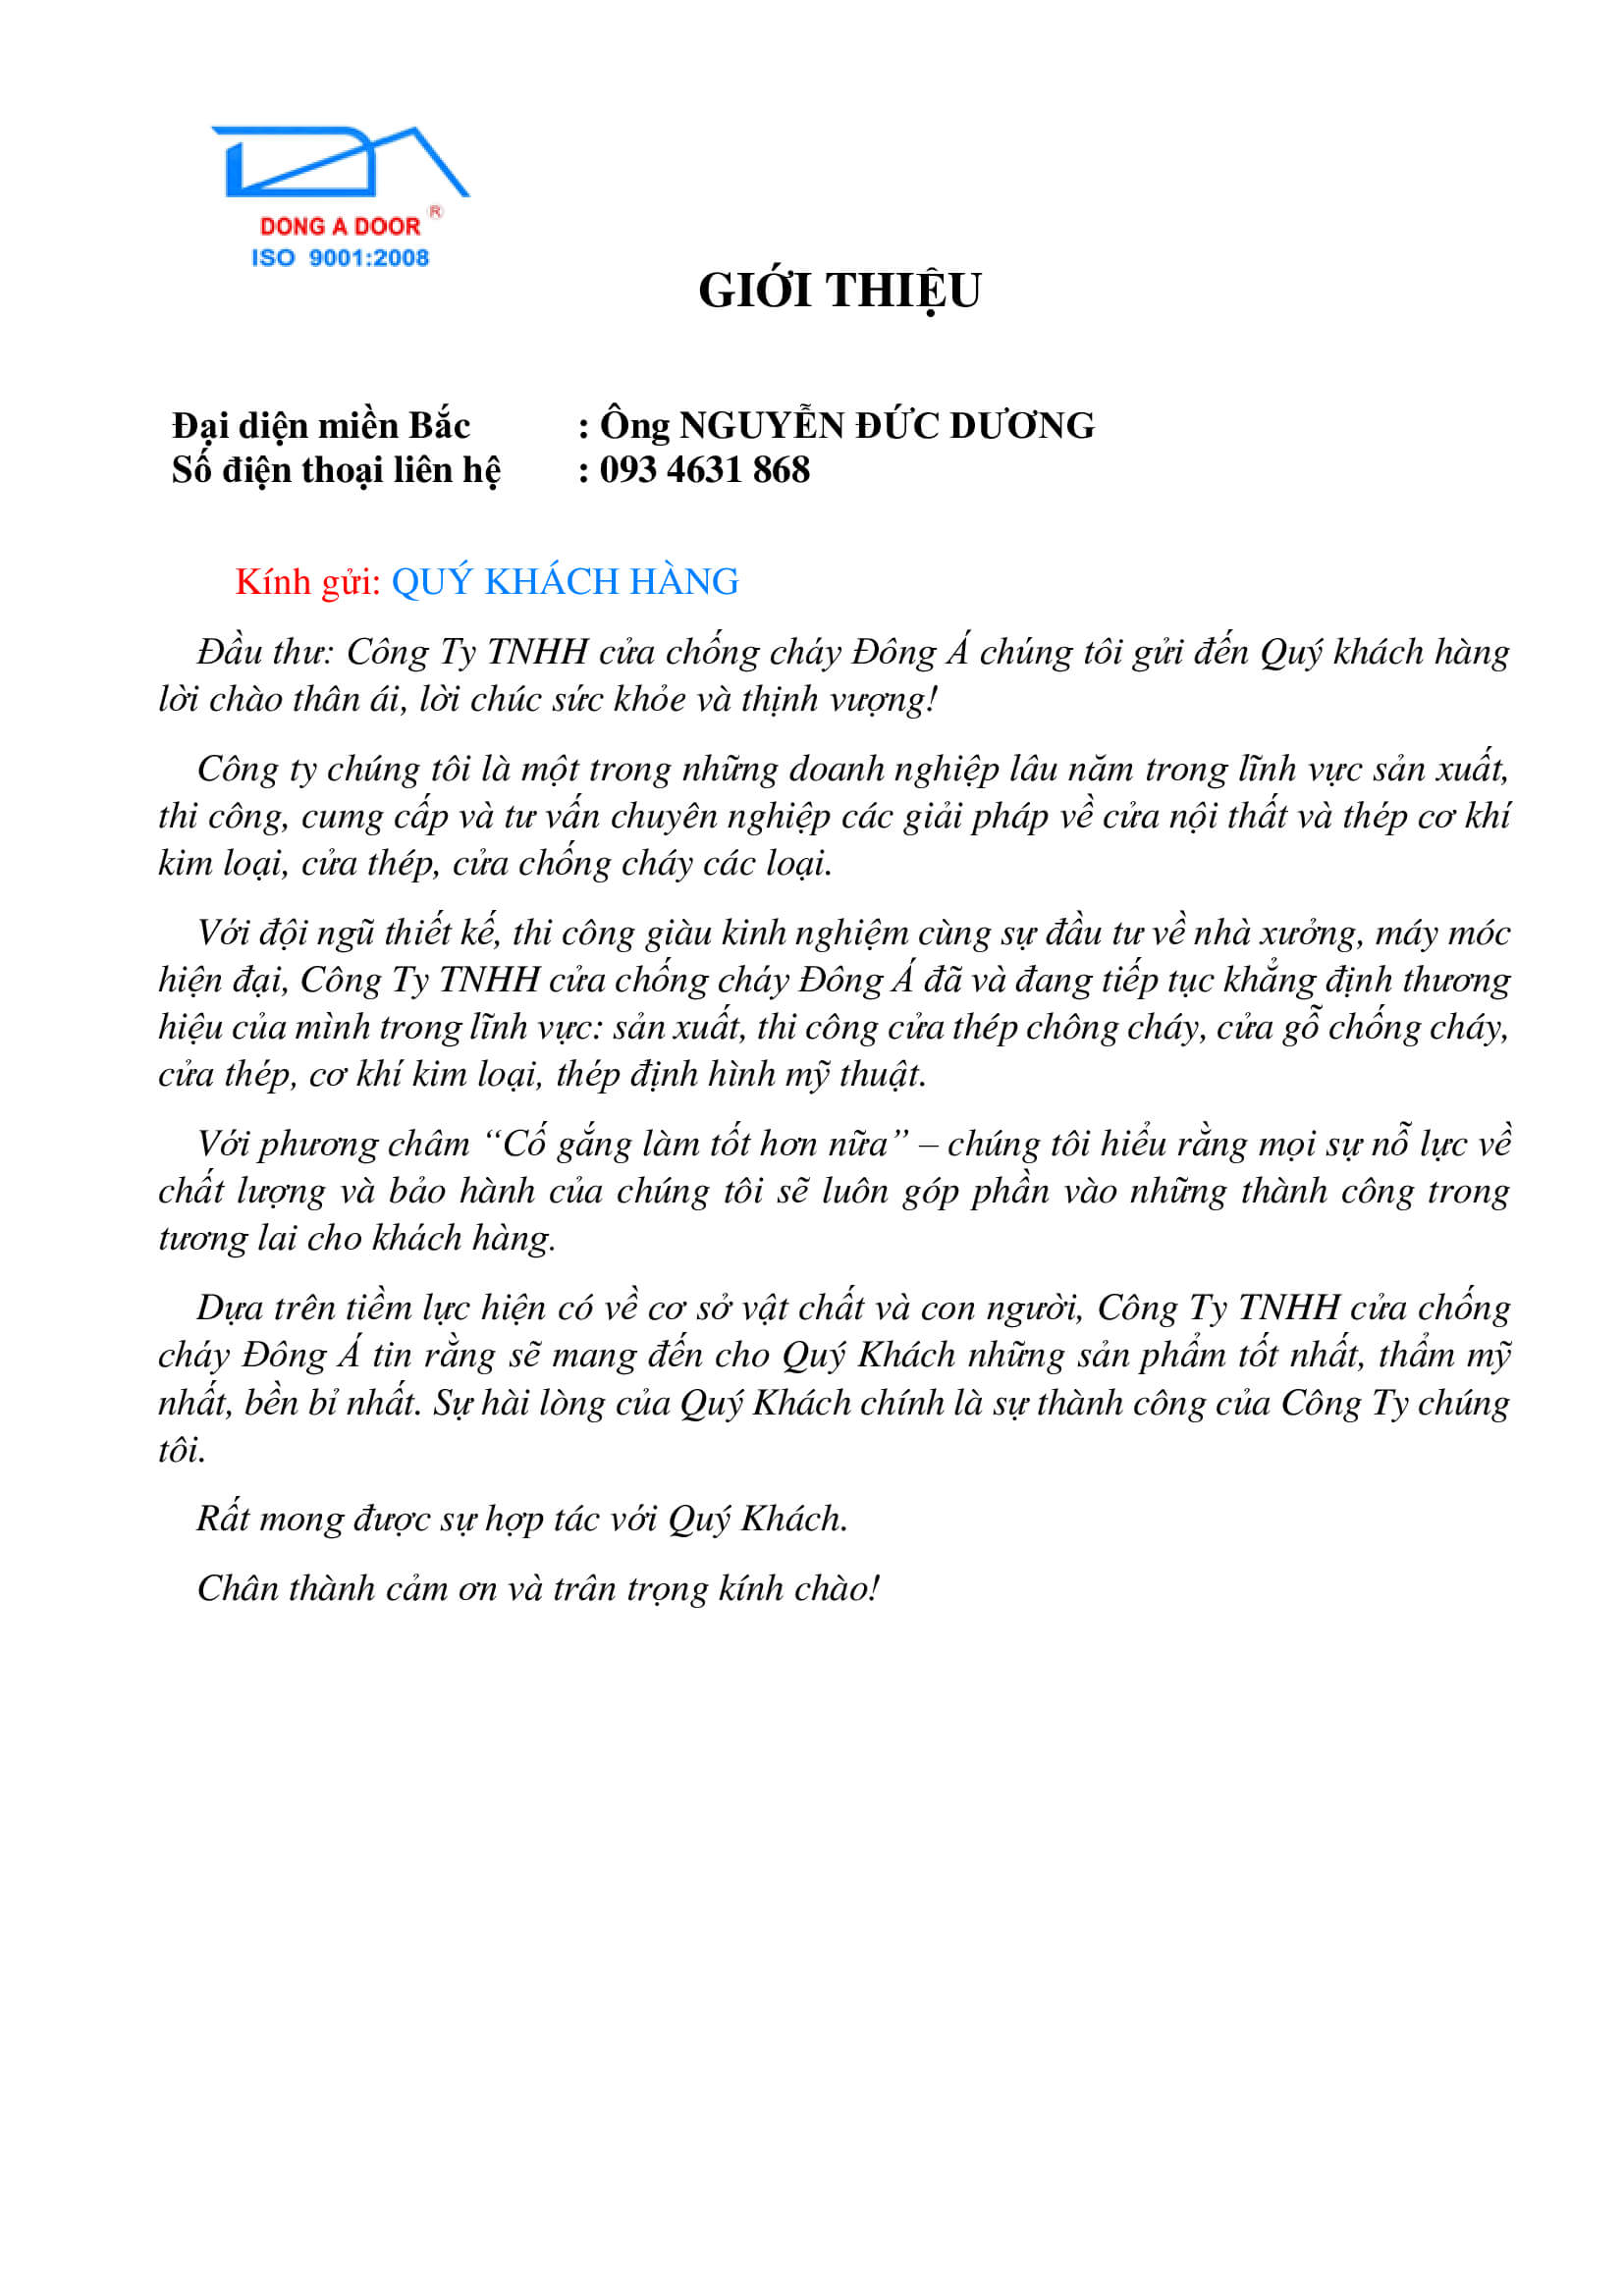 DONG A DOOR ®
ISO 9001:2008
GIỚI THIỆU
Đại diện miền Bắc : Ông NGUYỄN ĐỨC DƯƠNG
Số điện thoại liên hệ : 093 4631 868
Kính gửi: QUÝ KHÁCH HÀNG
Đầu thư: Công Ty TNHH cửa chống cháy Đông Á chúng tôi gửi đến Quý khách hàng
lời chào thân ái, lời chúc sức khỏe và thịnh vượng!
Công ty chúng tôi là một trong những doanh nghiệp lâu năm trong lĩnh vực sản xuất,
thi công, cumg cấp và tư vấn chuyên nghiệp các giải pháp về cửa nội thất và thép cơ khí
kim loại, cửa thép, cửa chống cháy các loại.
Với đội ngũ thiết kế, thi công giàu kinh nghiệm cùng sự đầu tư về nhà xưởng, máy móc
hiện đại, Công Ty TNHH cửa chống cháy Đông Á đã và đang tiếp tục khẳng định thương
hiệu của mình trong lĩnh vực: sản xuất, thi công cửa thép chông cháy, cửa gỗ chống cháy,
cửa thép, cơ khí kim loại, thép định hình mỹ thuật.
Với phương châm “Cố gắng làm tốt hơn nữa” – chúng tôi hiểu rằng mọi sự nỗ lực về
chất lượng và bảo hành của chúng tôi sẽ luôn góp phần vào những thành công trong
tương lai cho khách hàng.
Dựa trên tiềm lực hiện có về cơ sở vật chất và con người, Công Ty TNHH cửa chống
cháy Đông Á tin rằng sẽ mang đến cho Quý Khách những sản phẩm tốt nhất, thẩm mỹ
nhất, bền bỉ nhất. Sự hài lòng của Quý Khách chính là sự thành công của Công Ty chúng
tôi.
Rất mong được sự hợp tác với Quý Khách.
Chân thành cảm ơn và trân trọng kính chào!